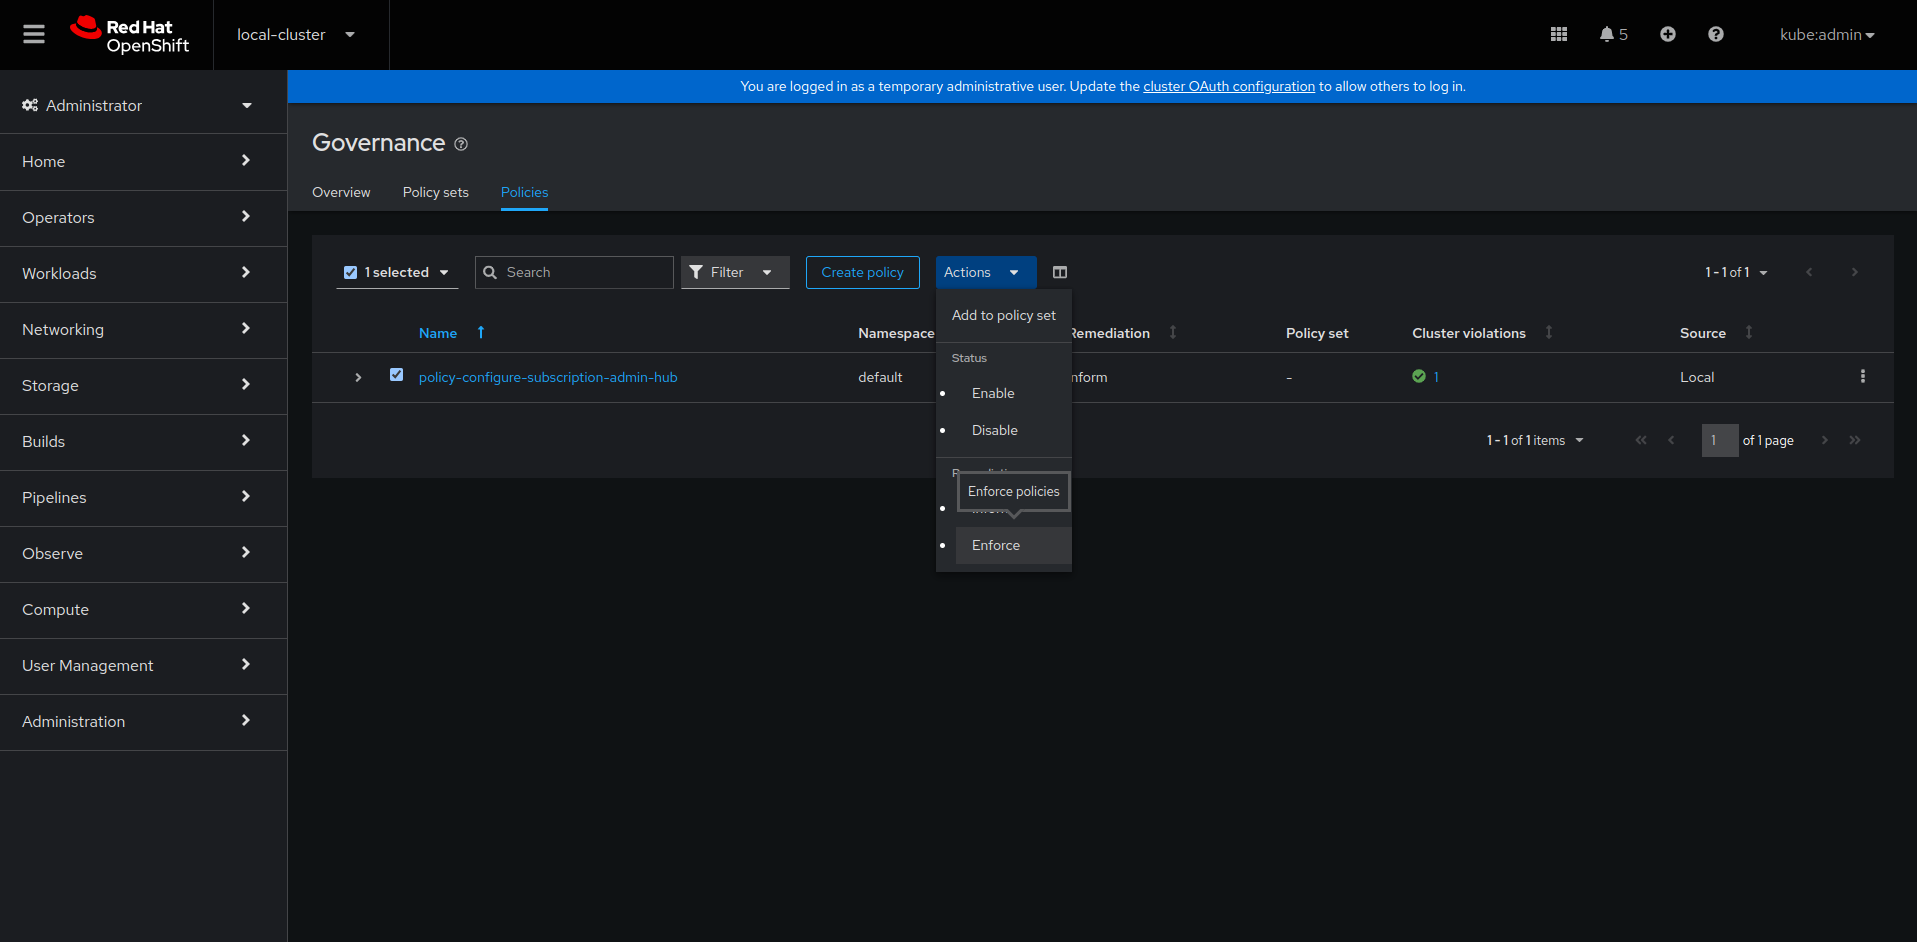 Red Hat
OpenShift
local-cluster
5
kube:admin
You are logged in as a temporary administrative user. Update the cluster OAuth configuration to allow others to log in.
Administrator
Home
Operators
Workloads
Networking
Storage
Builds
Pipelines
Observe
Compute
User Management
Administration
Governance
Overview Policy sets Policies
1 selected Search Filter Create policy Actions 1 - 1 of 1
Name Namespace Remediation Policy set Cluster violations Source
policy-configure-subscription-admin-hub default nform - 1 Local
1 - 1 of 1 items 1 of 1 page
Add to policy set
Status
Enable
Disable
Enforce policies
Enforce